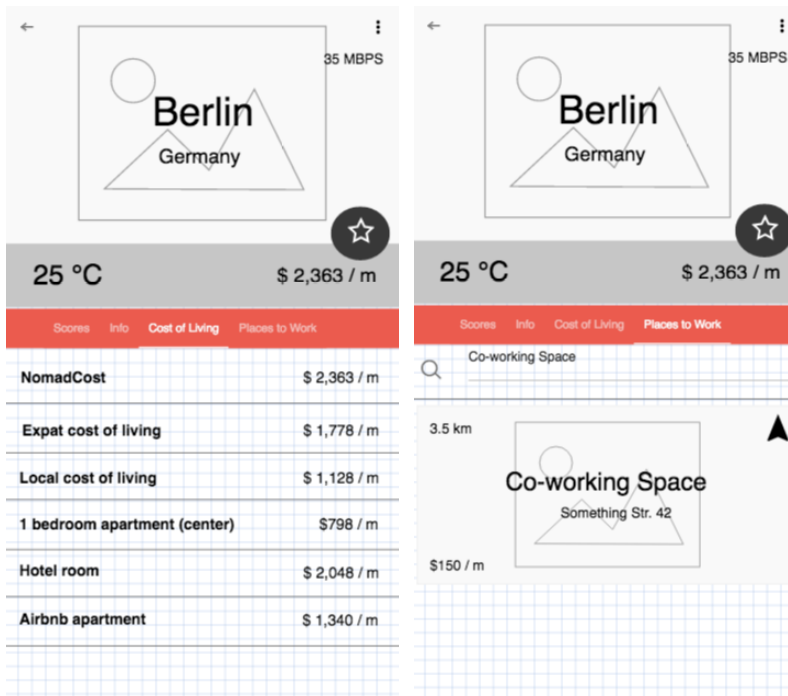 35 MBPS
Berlin
Germany
25 °C
$ 2,363 / m
Scores Info Cost of Living Places to Work
NomadCost $ 2,363 / m
Expat cost of living $ 1,778 / m
Local cost of living $ 1,128 / m
1 bedroom apartment (center) $798 / m
Hotel room $ 2,048 / m
Airbnb apartment $ 1,340 / m
35 MBPS
Berlin
Germany
25 °C
$ 2,363 / m
Scores Info Cost of Living Places to Work
Co-working Space
3.5 km
Co-working Space
Something Str. 42
$150 / m